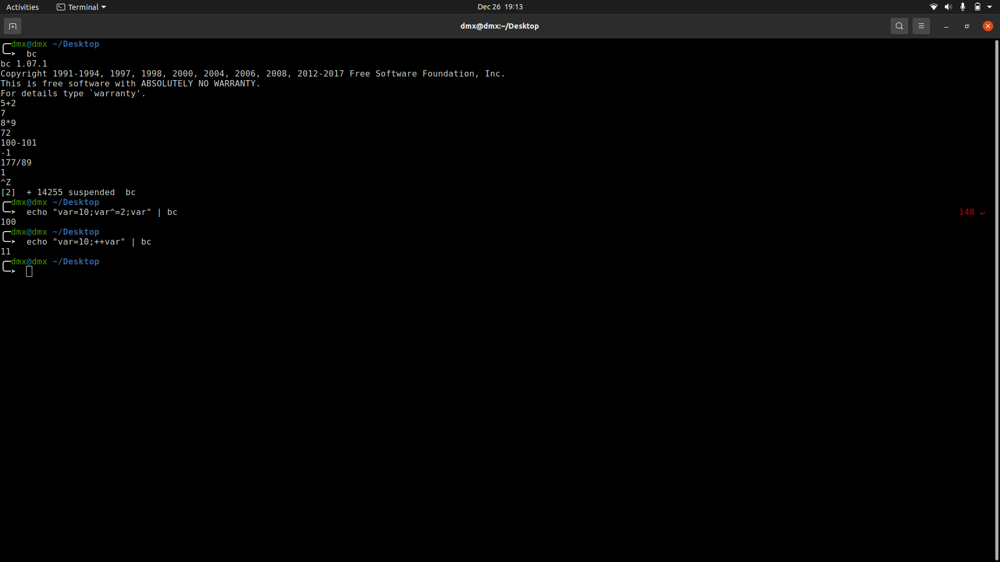 Activities Terminal Dec 26 19:13
dmx@dmx:~/Desktop
dmx@dmx ~/Desktop
➤ bc
bc 1.07.1
Copyright 1991-1994, 1997, 1998, 2000, 2004, 2006, 2008, 2012-2017 Free Software Foundation, Inc.
This is free software with ABSOLUTELY NO WARRANTY.
For details type `warranty'.
5+2
7
8*9
72
100-101
-1
177/89
1
^Z
[2]  + 14255 suspended  bc
dmx@dmx ~/Desktop
➤ echo "var=10;var^=2;var" | bc 148 ↵
100
dmx@dmx ~/Desktop
➤ echo "var=10;++var" | bc
11
dmx@dmx ~/Desktop
➤